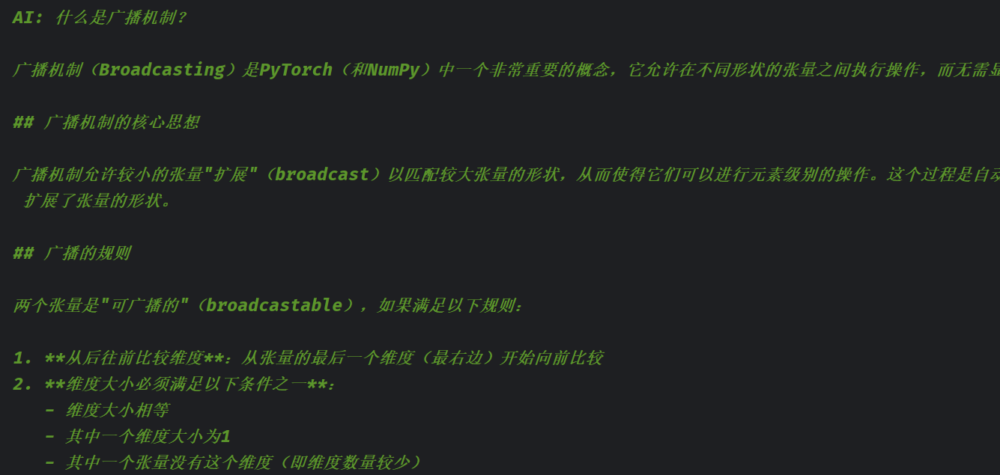 AI: 什么是广播机制？
广播机制（Broadcasting）是PyTorch（和NumPy）中一个非常重要的概念，它允许在不同形状的张量之间执行操作，而无需显
## 广播机制的核心思想
广播机制允许较小的张量"扩展"（broadcast）以匹配较大张量的形状，从而使得它们可以进行元素级别的操作。这个过程是自动
扩展了张量的形状。
## 广播的规则
两个张量是"可广播的"（broadcastable），如果满足以下规则：
1. **从后往前比较维度**：从张量的最后一个维度（最右边）开始向前比较
2. **维度大小必须满足以下条件之一**：
- 维度大小相等
- 其中一个维度大小为1
- 其中一个张量没有这个维度（即维度数量较少）